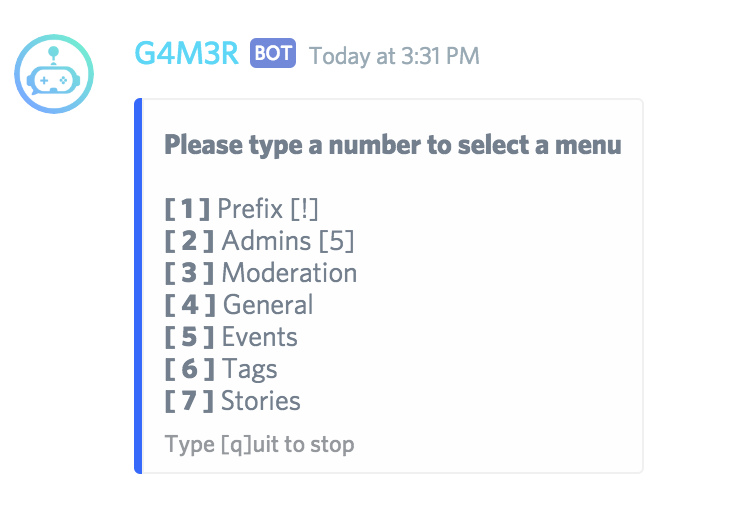 G4M3R BOT Today at 3:31 PM
Please type a number to select a menu
[ 1 ] Prefix [!]
[ 2 ] Admins [5]
[ 3 ] Moderation
[ 4 ] General
[ 5 ] Events
[ 6 ] Tags
[ 7 ] Stories
Type [q]uit to stop